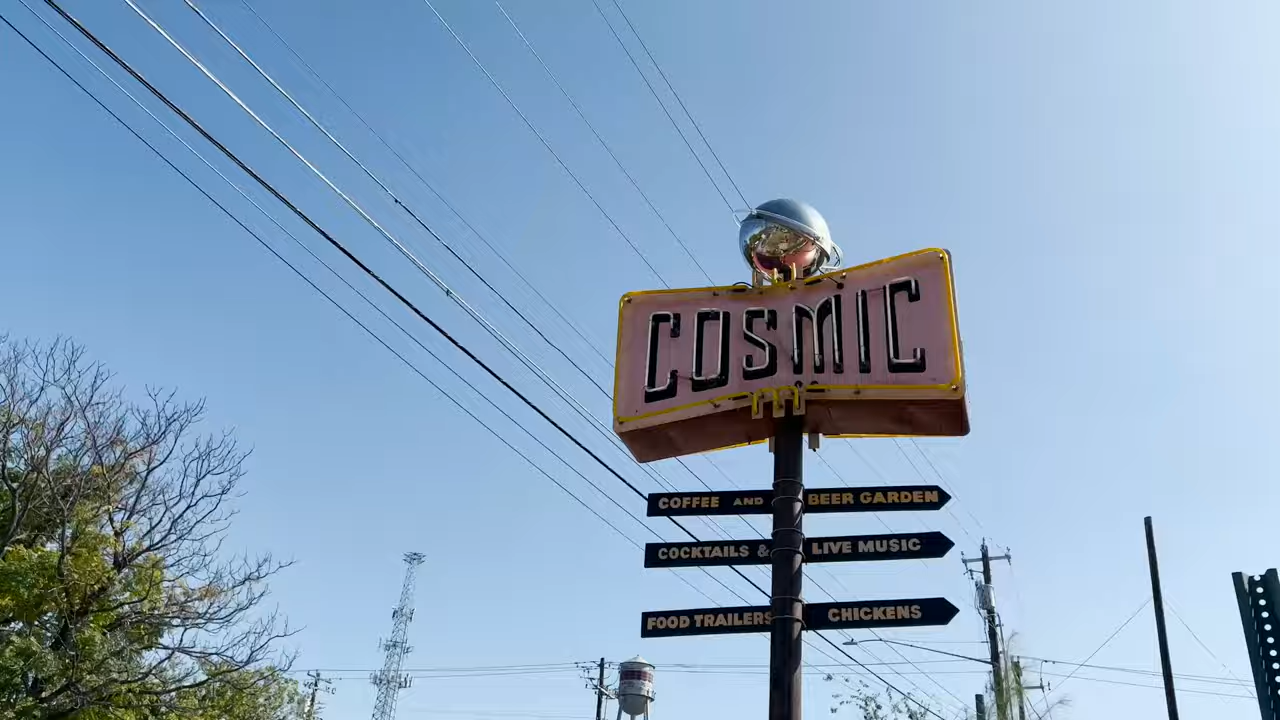 COSMIC
COFFEE AND BEER GARDEN
COCKTAILS & LIVE MUSIC
FOOD TRAILERS CHICKENS